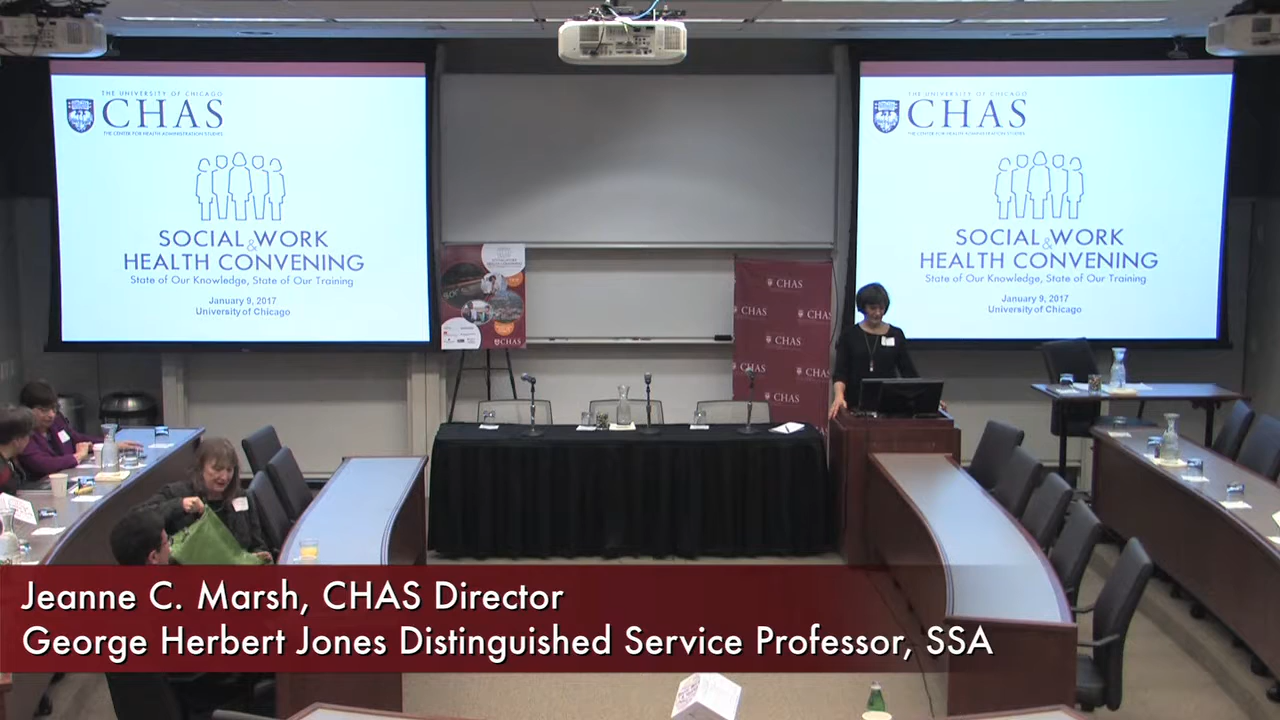 THE UNIVERSITY OF CHICAGO
CHAS
THE CENTER FOR HEALTH ADMINISTRATION STUDIES
SOCIAL & WORK
HEALTH CONVENING
State of Our Knowledge, State of Our Training
January 9, 2017
University of Chicago
THE UNIVERSITY OF CHICAGO
CHAS
THE CENTER FOR HEALTH ADMINISTRATION STUDIES
SOCIAL & WORK
HEALTH CONVENING
State of Our Knowledge, State of Our Training
January 9, 2017
University of Chicago
HEALTH CONVENING
CHAS
CHAS
CHAS
CHAS
CHAS
CHAS
CHAS
CHAS
Jeanne C. Marsh, CHAS Director
George Herbert Jones Distinguished Service Professor, SSA